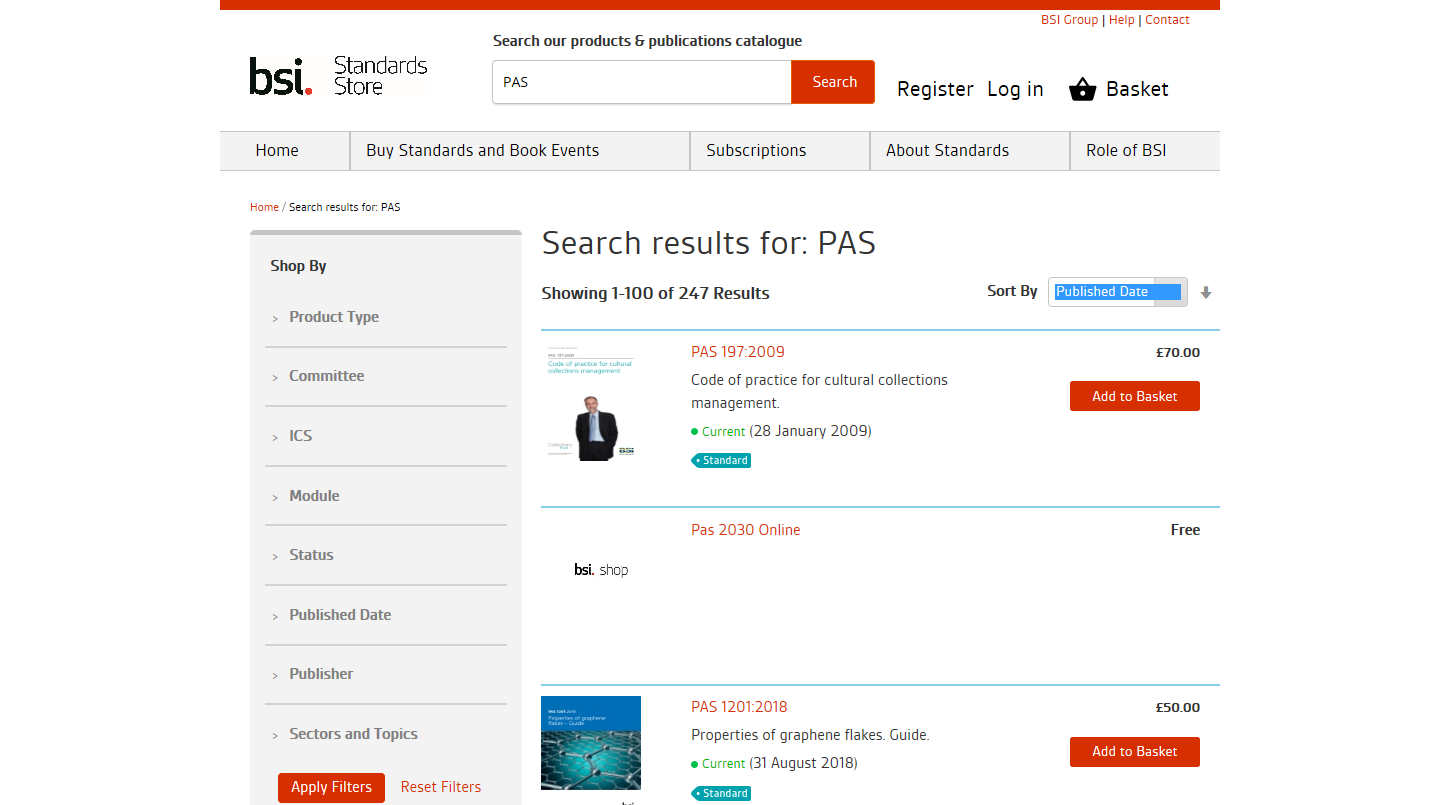 BSI Group | Help | Contact
Search our products & publications catalogue
bsi. Standards Store
PAS
Search
Register Log in Basket
Home
Buy Standards and Book Events
Subscriptions
About Standards
Role of BSI
Home / Search results for: PAS
Shop By
> Product Type
> Committee
> ICS
> Module
> Status
> Published Date
> Publisher
> Sectors and Topics
Apply Filters Reset Filters
Search results for: PAS
Showing 1-100 of 247 Results
Sort By Published Date
PAS 197:2009
Code of practice for cultural
collections management
BSI
PAS 197:2009
£70.00
Code of practice for cultural collections
management.
Add to Basket
Current (28 January 2009)
Standard
bsi. shop
Pas 2030 Online
Free
PAS 1201:2018
Properties of graphene
flakes – Guide
PAS 1201:2018
£50.00
Properties of graphene flakes. Guide.
Add to Basket
Current (31 August 2018)
Standard